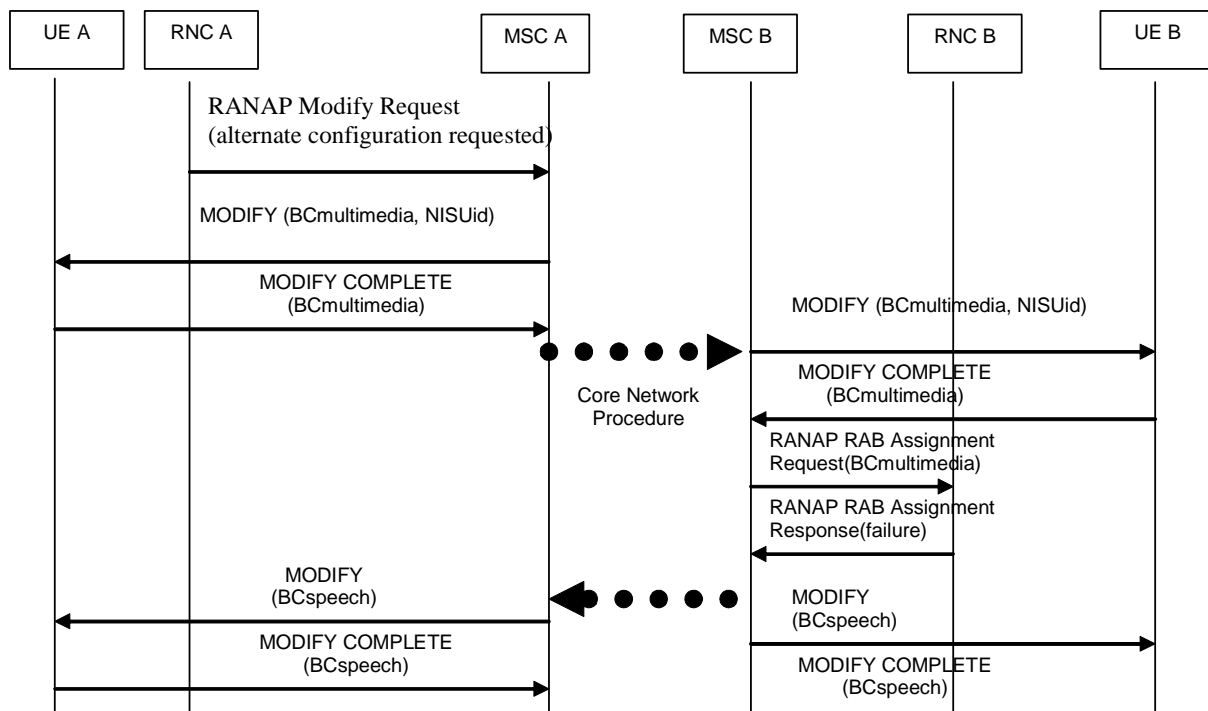 UE A
RNC A
MSC A
MSC B
RNC B
UE B
RANAP Modify Request
(alternate configuration requested)
MODIFY (BCmultimedia, NISUid)
MODIFY COMPLETE
(BCmultimedia)
MODIFY (BCmultimedia, NISUid)
Core Network
Procedure
MODIFY COMPLETE
(BCmultimedia)
RANAP RAB Assignment
Request(BCmultimedia)
RANAP RAB Assignment
Response(failure)
MODIFY
(BCspeech)
MODIFY
(BCspeech)
MODIFY COMPLETE
(BCspeech)
MODIFY COMPLETE
(BCspeech)